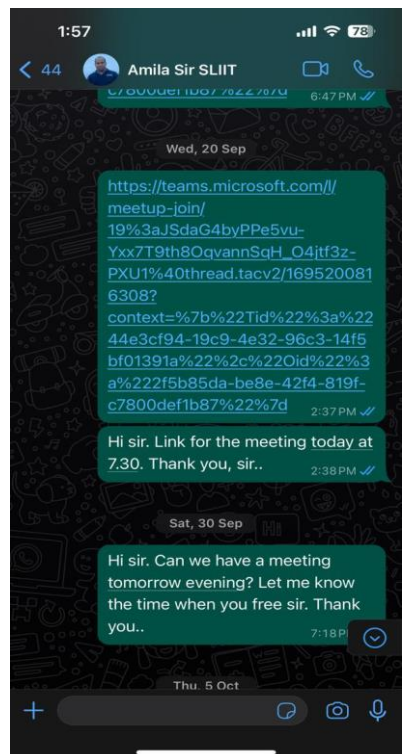 1:57
78
44
Amila Sir SLIIT
c7800def1b87%22%7d
6:47 PM
Wed, 20 Sep
https://teams.microsoft.com/l/
meetup-join/
19%3aJSdaG4byPPe5vu-
Yxx7T9th8OqvannSqH_O4jtf3z-
PXU1%40thread.tacv2/169520081
6308?
context=%7b%22Tid%22%3a%22
44e3cf94-19c9-4e32-96c3-14f5
bf01391a%22%2c%22Oid%22%3
a%222f5b85da-be8e-42f4-819f-
c7800def1b87%22%7d
2:37 PM
Hi sir. Link for the meeting today at
7.30. Thank you, sir..
2:38 PM
Sat, 30 Sep
Hi sir. Can we have a meeting
tomorrow evening? Let me know
the time when you free sir. Thank
you..
7:18 P
Thu, 5 Oct